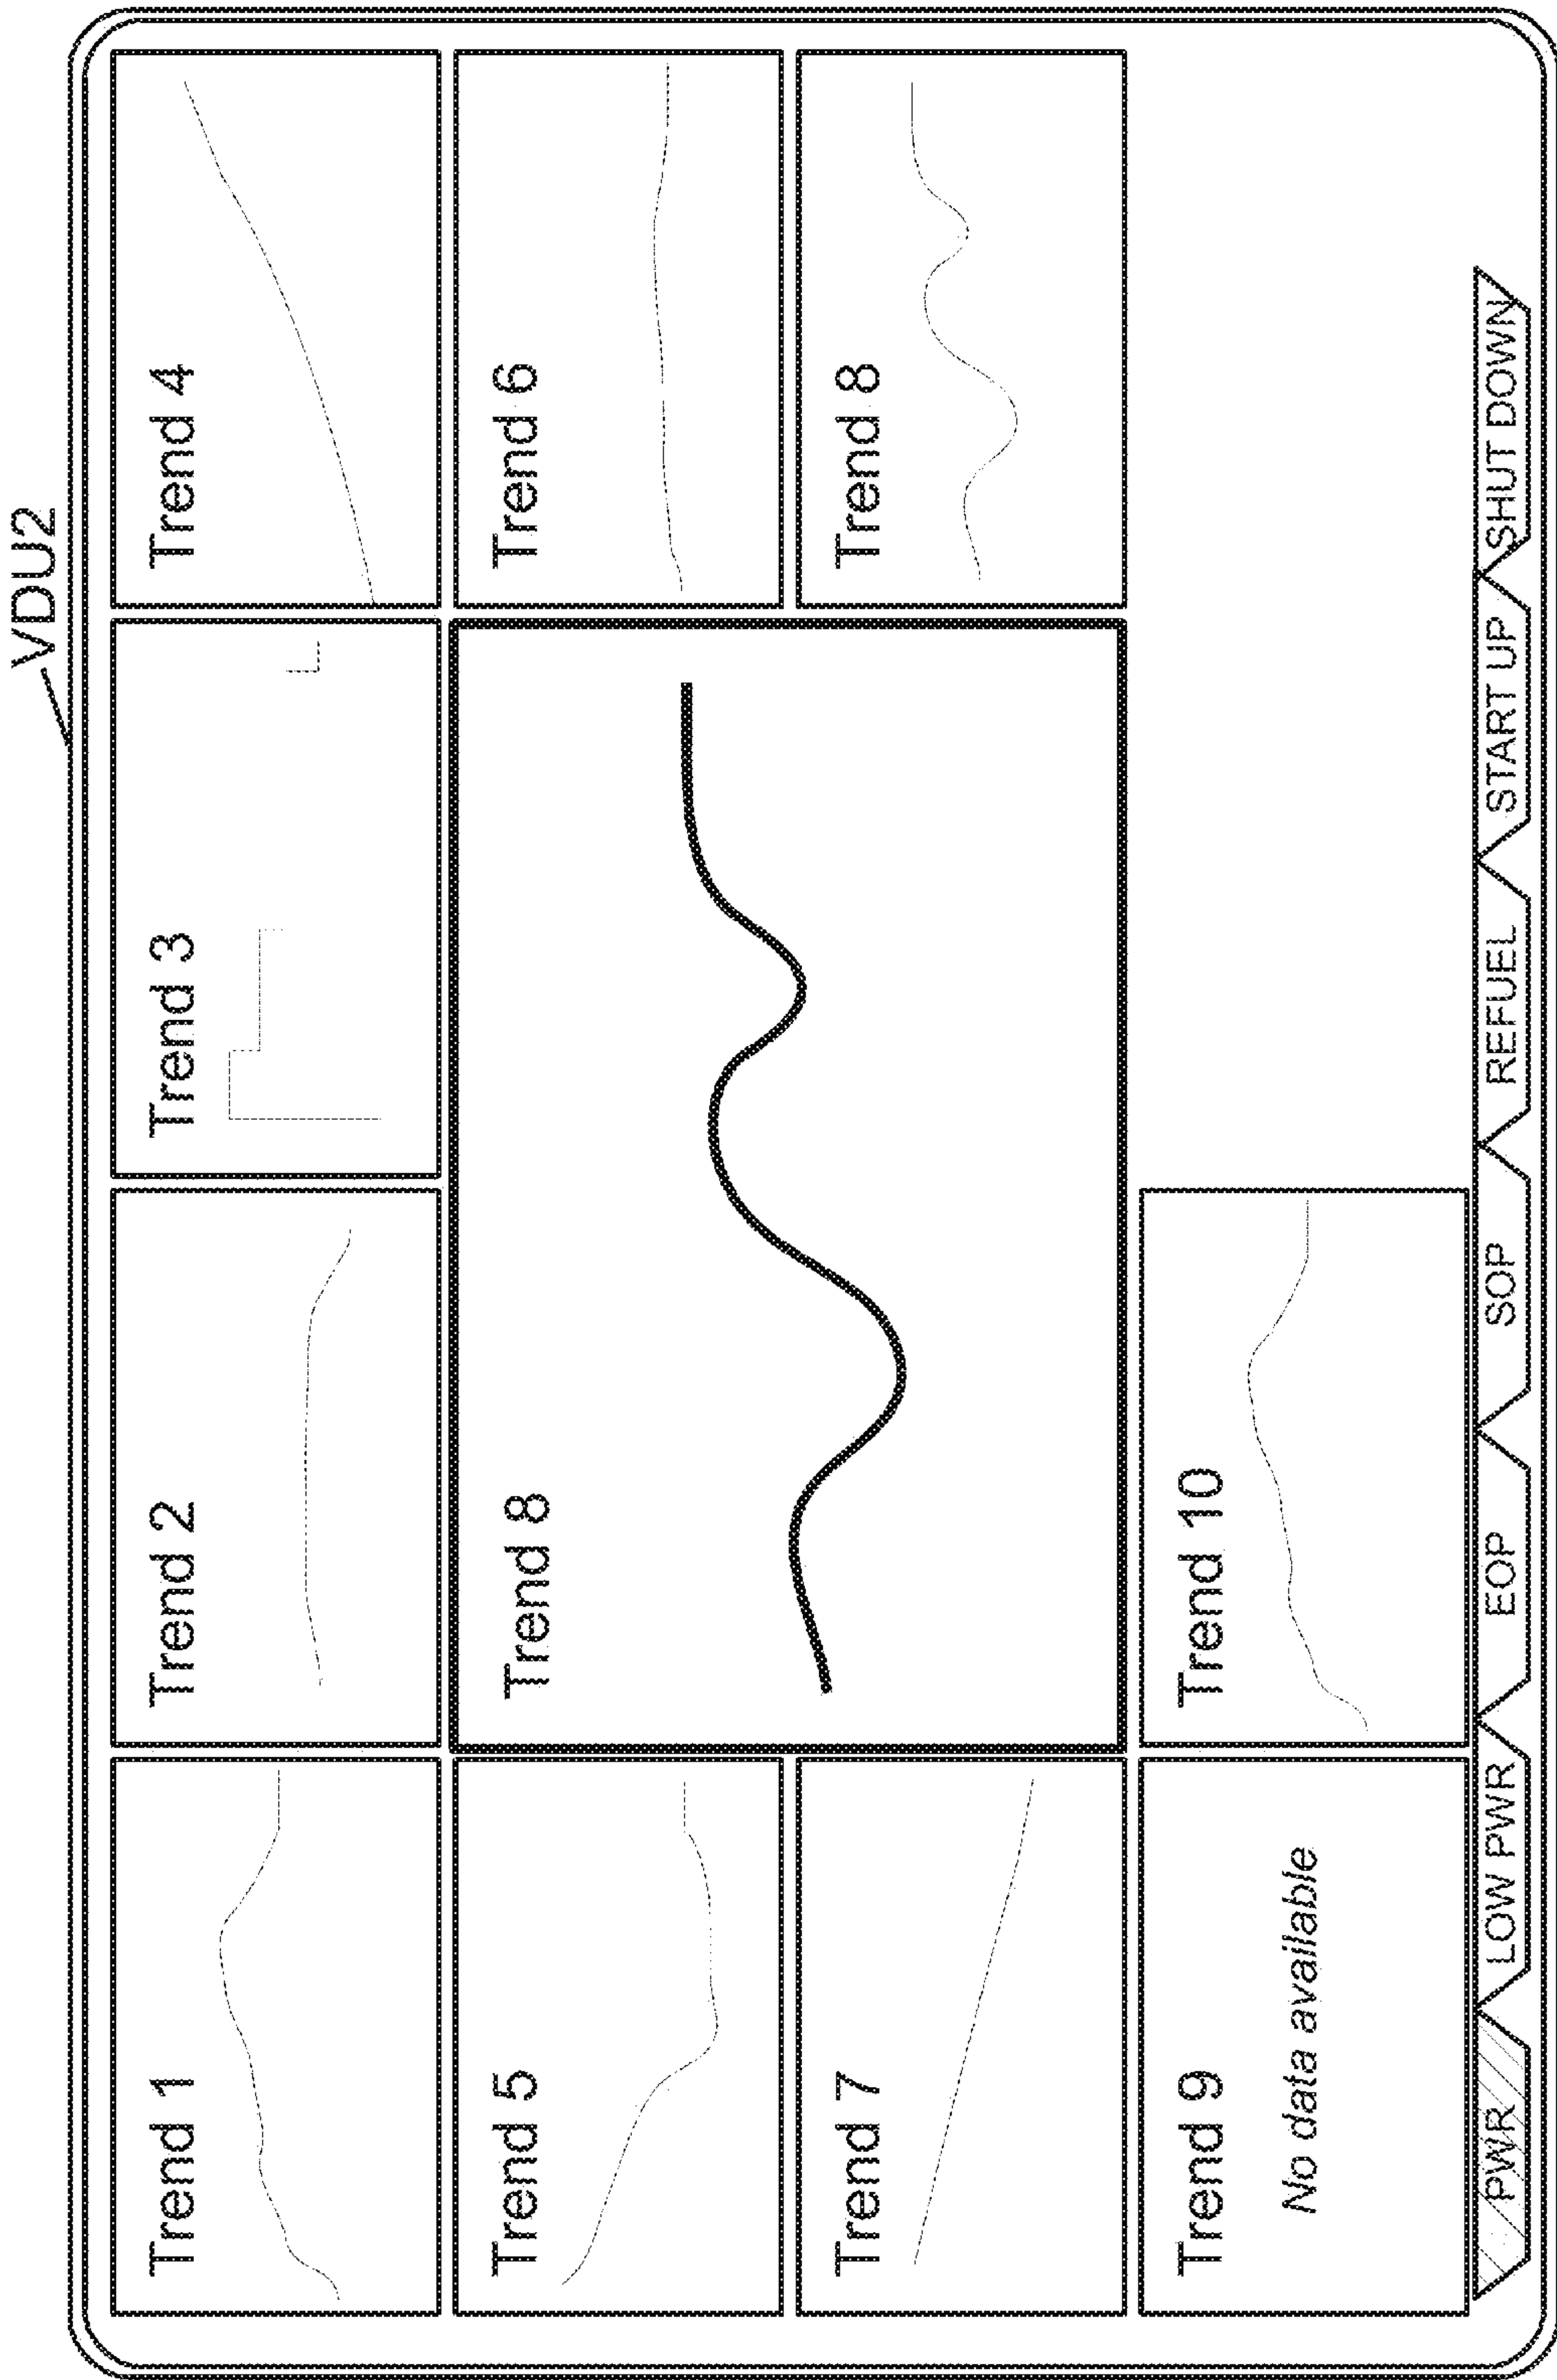 VDU2
Trend 1
Trend 2
Trend 3
Trend 4
Trend 5
Trend 8
Trend 6
Trend 7
Trend 8
Trend 9
No data available
Trend 10
PWR
LOW PWR
EOP
SOP
REFUEL
START UP
SHUT DOWN